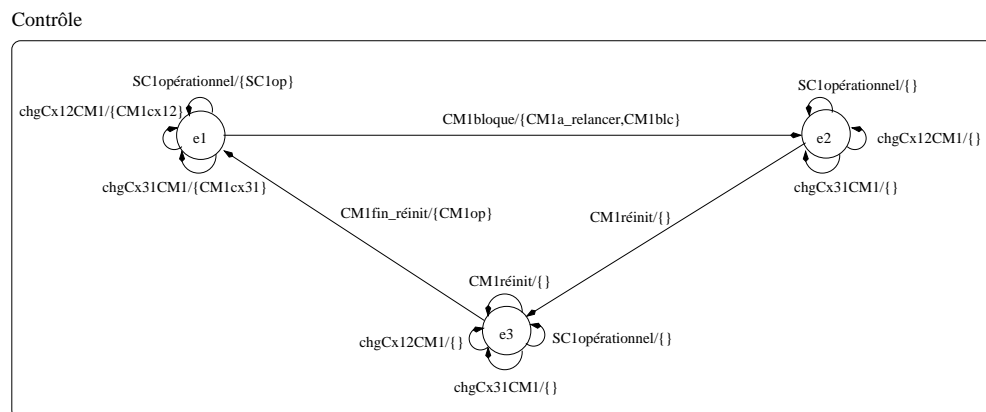 Contrôle
SC1opérationnel/{SC1op}
chgCx12CM1/{CM1cx12}
e1
chgCx31CM1/{CM1cx31}
CM1bloque/{CM1a_relancer,CM1blc}
SC1opérationnel/{}
e2
chgCx12CM1/{}
chgCx31CM1/{}
CM1fin_réinit/{CM1op}
CM1réinit/{}
CM1réinit/{}
chgCx12CM1/{}
e3
SC1opérationnel/{}
chgCx31CM1/{}